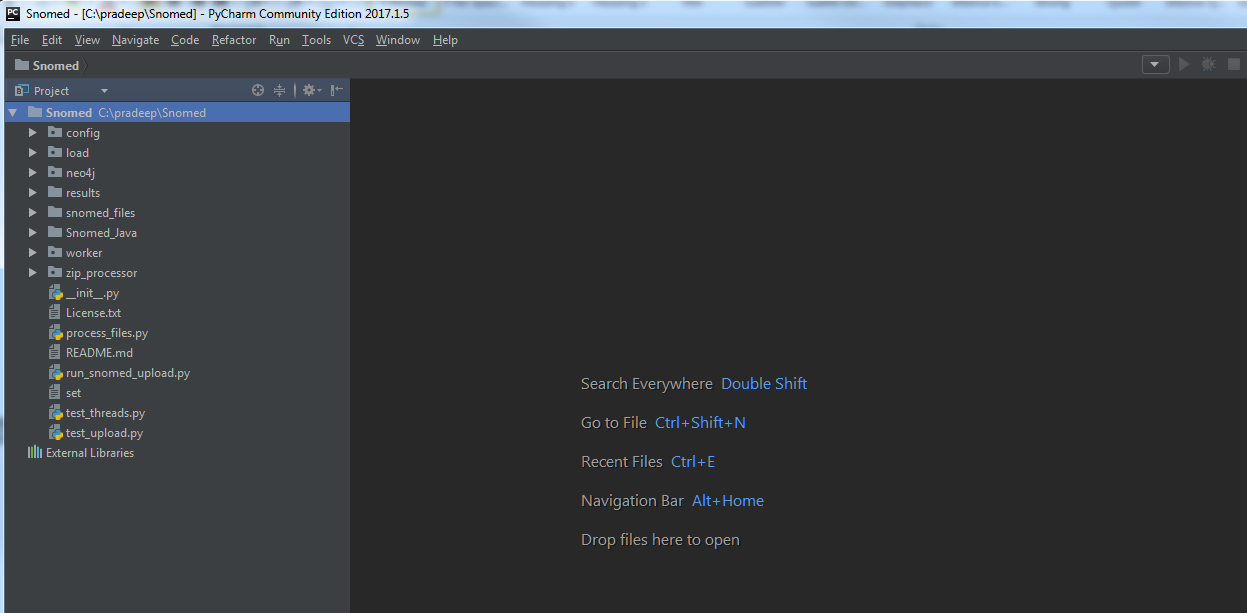 PC Snomed - [C:\pradeep\Snomed] - PyCharm Community Edition 2017.1.5
File Edit View Navigate Code Refactor Run Tools VCS Window Help
Snomed
Project
Snomed C:\pradeep\Snomed
config
load
neo4j
results
snomed_files
Snomed_Java
worker
zip_processor
__init__.py
License.txt
process_files.py
README.md
run_snomed_upload.py
set
test_threads.py
test_upload.py
External Libraries
Search Everywhere Double Shift
Go to File Ctrl+Shift+N
Recent Files Ctrl+E
Navigation Bar Alt+Home
Drop files here to open